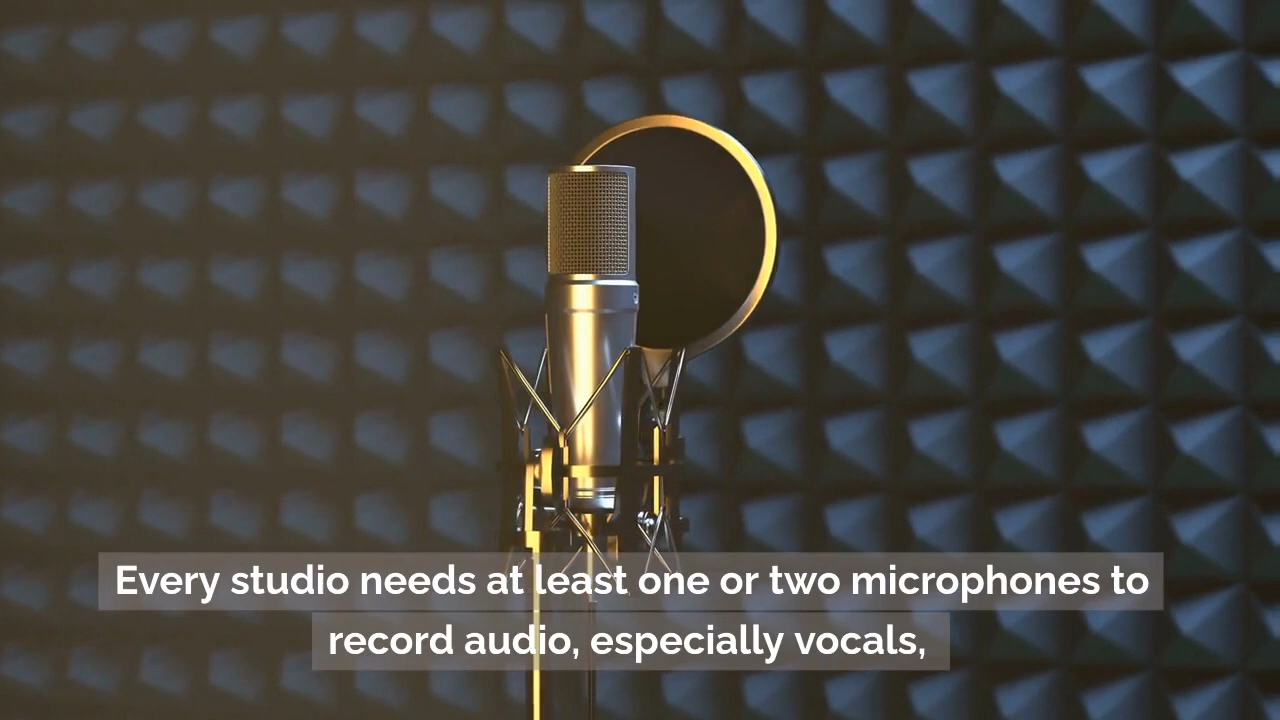 Every studio needs at least one or two microphones to
record audio, especially vocals,